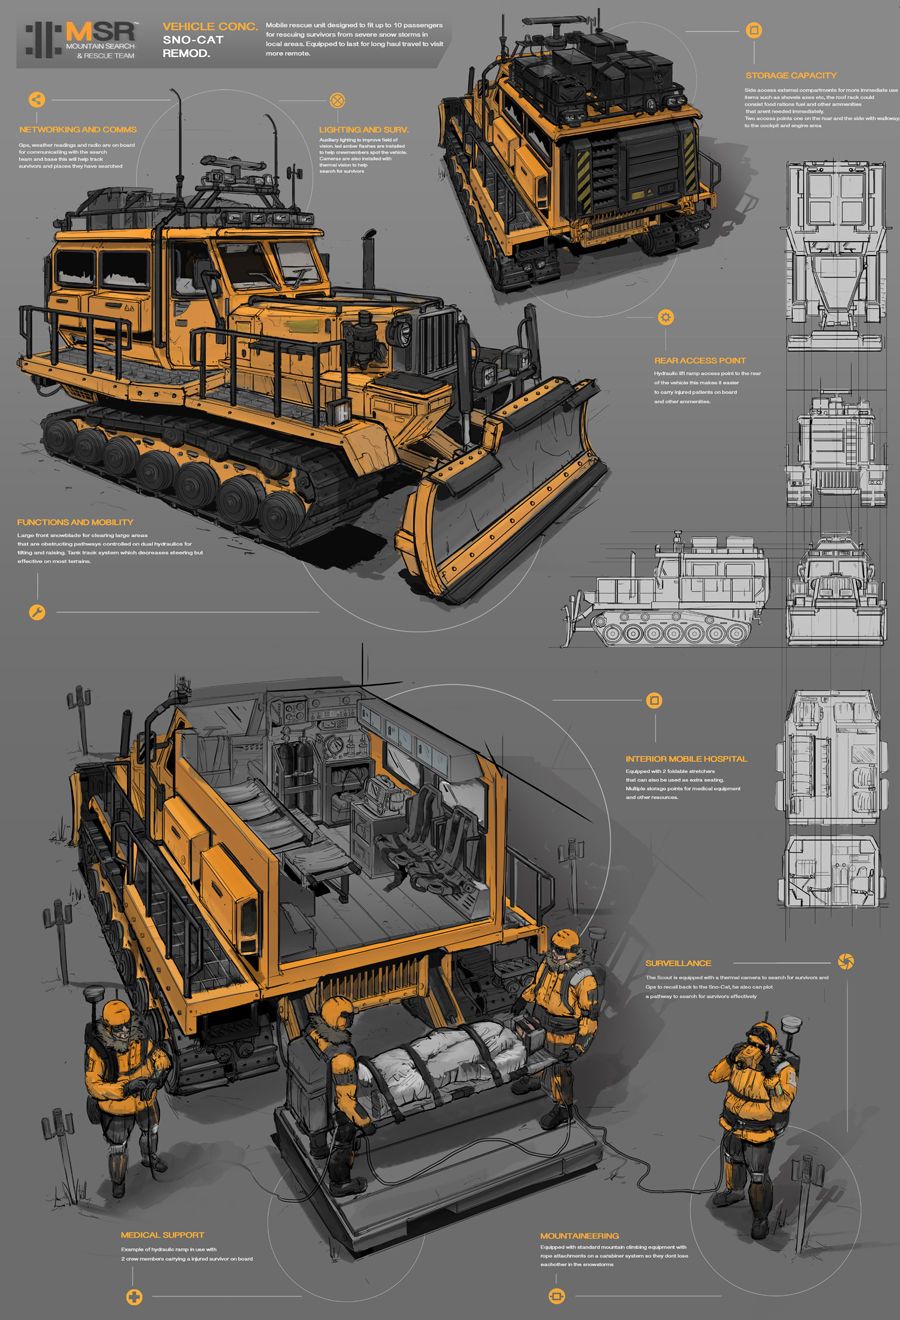 MSR
MOUNTAIN SEARCH
& RESCUE TEAM
VEHICLE CONC.
SNO-CAT
REMOD.
Mobile rescue unit designed to fit up to 10 passengers
for rescuing survivors from severe snow storms in
local areas. Equipped to last for long haul travel to visit
more remote.
STORAGE CAPACITY
Side access external compartments for more immediate use
items such as shovels axes etc, the roof rack could
consist food rations fuel and other ammenities
that arent needed immediately.
Two access points one on the rear and the side with walkway
to the cockpit and engine area
NETWORKING AND COMMS
Gps, weather readings and radio are on board
for communicating with the search
team and base this will help track
survivors and places they have searched
LIGHTING AND SURV.
Auxiliary lighting to improve field of
vision. led amber flashes are installed
to help crewmembers spot the vehicle.
Cameras are also installed with
thermal vision to help
search for survivors
REAR ACCESS POINT
Hydraulic lift ramp access point to the rear
of the vehicle this makes it easier
to carry injured patients on board
and other ammenities.
FUNCTIONS AND MOBILITY
Large front snowblade for clearing large areas
that are obstructing pathways controlled on dual hydraulics for
tilting and raising. Tank track system which decreases steering but
effective on most terrains.
INTERIOR MOBILE HOSPITAL
Equipped with 2 foldable stretchers
that can also be used as extra seating.
Multiple storage points for medical equipment
and other resources.
SURVEILLANCE
The Scout is equipped with a thermal camera to search for survivors and
Gps to recall back to the Sno-Cat, he also can plot
a pathway to search for survivors effectively
MEDICAL SUPPORT
Example of hydraulic ramp in use with
2 crew members carrying a injured survivor on board
MOUNTAINEERING
Equipped with standard mountain climbing equipment with
rope attachments on a carabiner system so they dont lose
eachother in the snowstorms